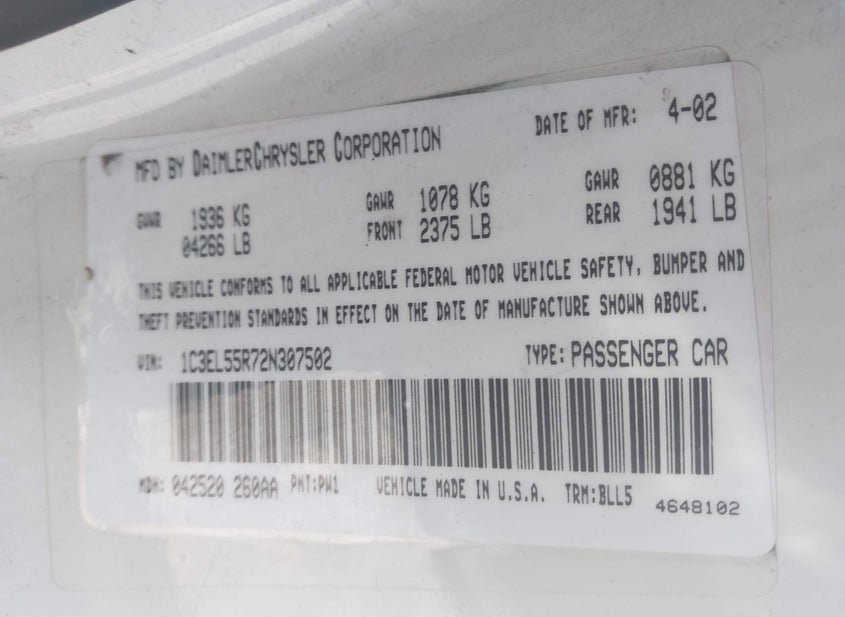 MFD BY DAIMLERCHRYSLER CORPORATION DATE OF MFR: 4-02
GVWR 1936 KG GAWR 1078 KG GAWR 0881 KG
04266 LB FRONT 2375 LB REAR 1941 LB
THIS VEHICLE CONFORMS TO ALL APPLICABLE FEDERAL MOTOR VEHICLE SAFETY, BUMPER AND
THEFT PREVENTION STANDARDS IN EFFECT ON THE DATE OF MANUFACTURE SHOWN ABOVE.
VIN: 1C3EL55R72N307502 TYPE: PASSENGER CAR
MDH: 042520 260AA PNT:PW1 VEHICLE MADE IN U.S.A. TRM:BLL5 4648102